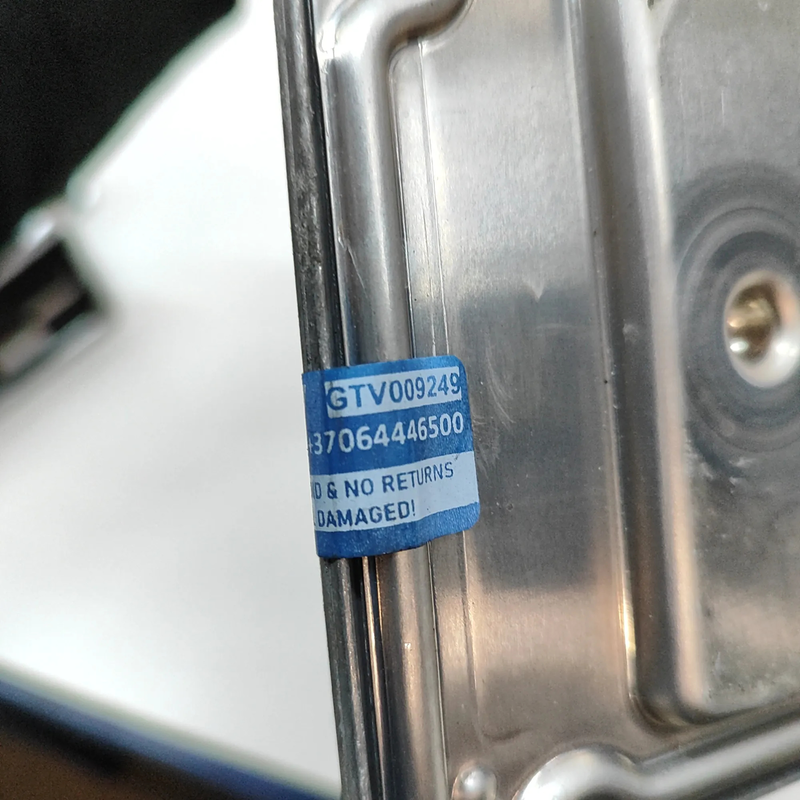 GTV009249
+37064446500
& NO RETURNS
DAMAGED!